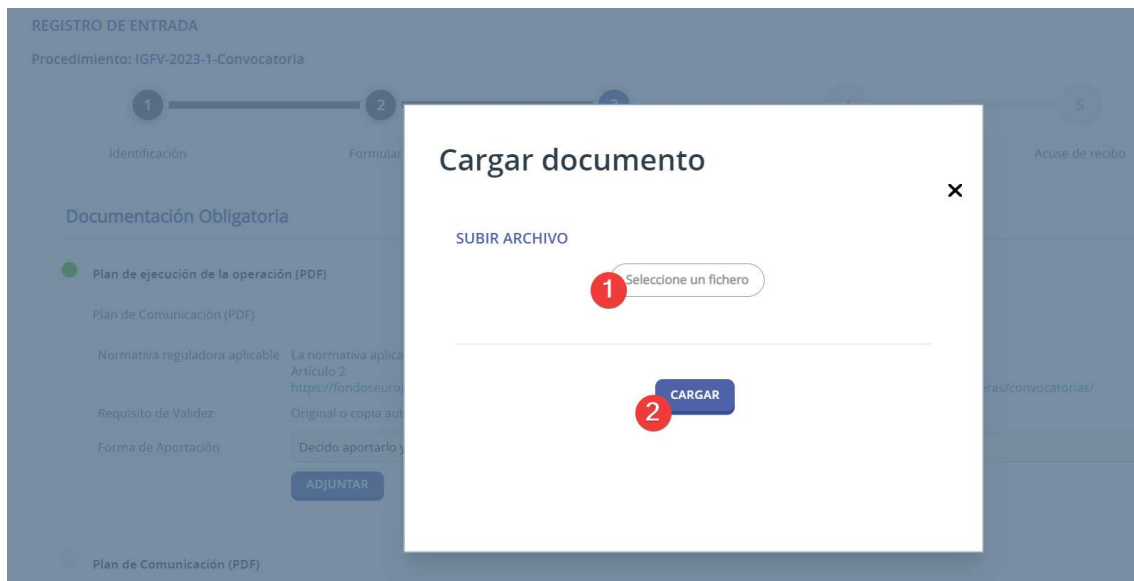 REGISTRO DE ENTRADA
Procedimiento: IGFV-2023-1-Convocatoria
1
2
3
5
Identificación
Formular
Acuse de recibo
Cargar documento
SUBIR ARCHIVO
1
Seleccione un fichero
2
CARGAR
Documentación Obligatoria
Plan de ejecución de la operación (PDF)
Plan de Comunicación (PDF)
Normativa reguladora aplicable
La normativa aplica
Artículo 2
https://fondoseurop
ras/convocatorias/
Requisito de Validez
Original o copia aut
Forma de Aportación
Decido aportarlo y
ADJUNTAR
Plan de Comunicación (PDF)